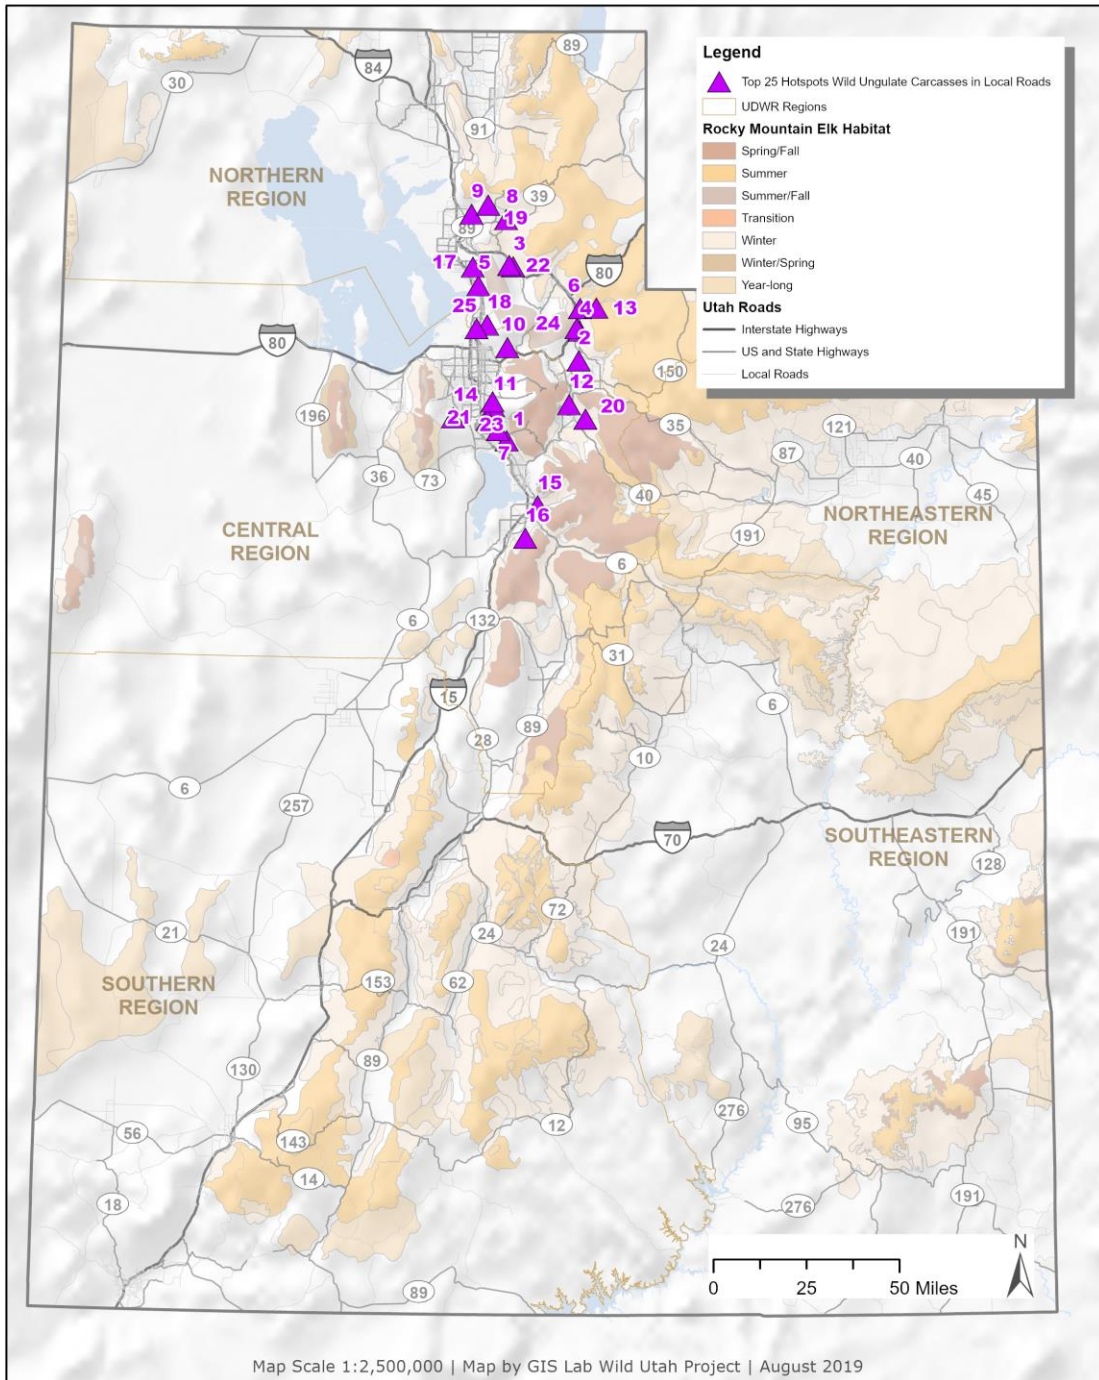 Legend
Top 25 Hotspots Wild Ungulate Carcasses in Local Roads
UDWR Regions
Rocky Mountain Elk Habitat
Spring/Fall
Summer
Summer/Fall
Transition
Winter
Winter/Spring
Year-long
Utah Roads
Interstate Highways
US and State Highways
Local Roads
89
84
30
91
NORTHERN
REGION
9
8
39
89
19
3
17
5
22
80
6
25
18
4
13
10
24
2
80
12
150
11
14
20
196
21
23
1
35
121
7
87
40
36
73
15
40
45
16
NORTHEASTERN
REGION
CENTRAL
REGION
191
6
6
132
31
15
6
28
89
10
6
257
70
SOUTHEASTERN
REGION
128
72
21
24
24
191
SOUTHERN
REGION
153
62
89
130
276
12
95
56
143
14
18
191
276
89
N
0 25 50 Miles
Map Scale 1:2,500,000 | Map by GIS Lab Wild Utah Project | August 2019